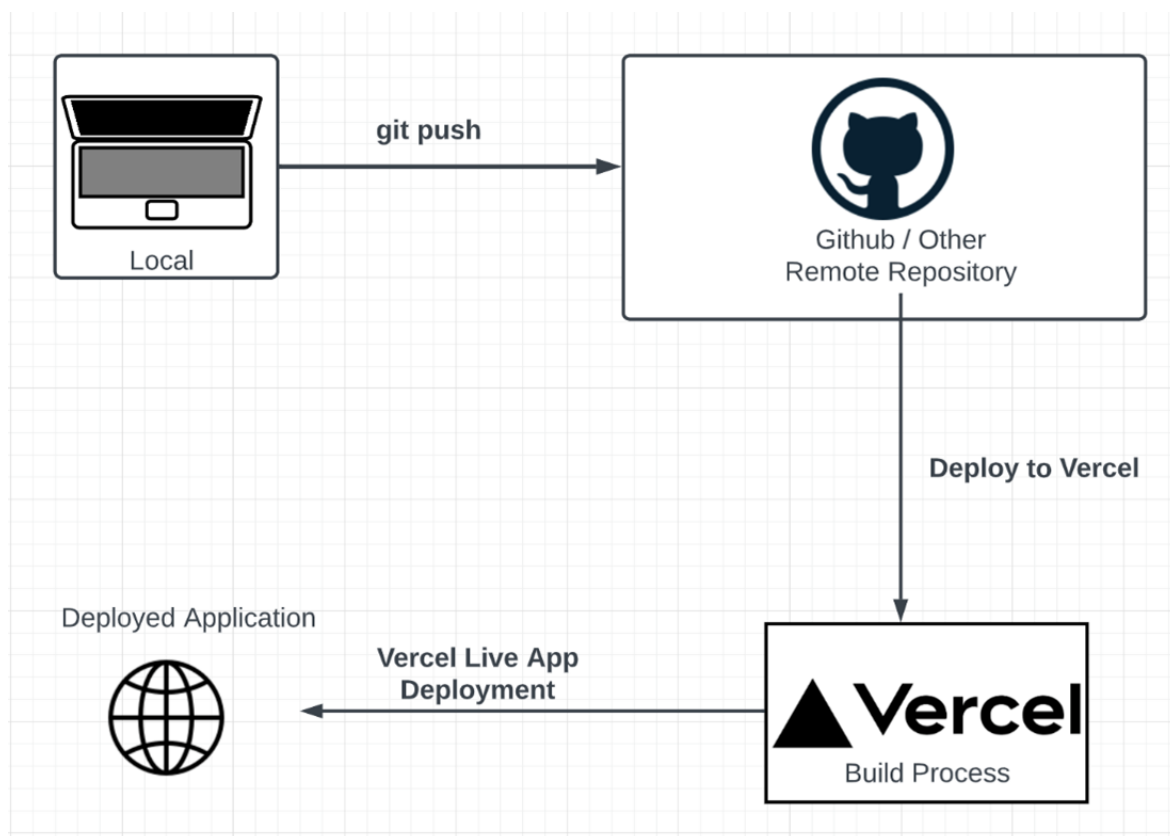 git push
Local
Github / Other
Remote Repository
Deploy to Vercel
Deployed Application
Vercel Live App
Deployment
Vercel
Build Process